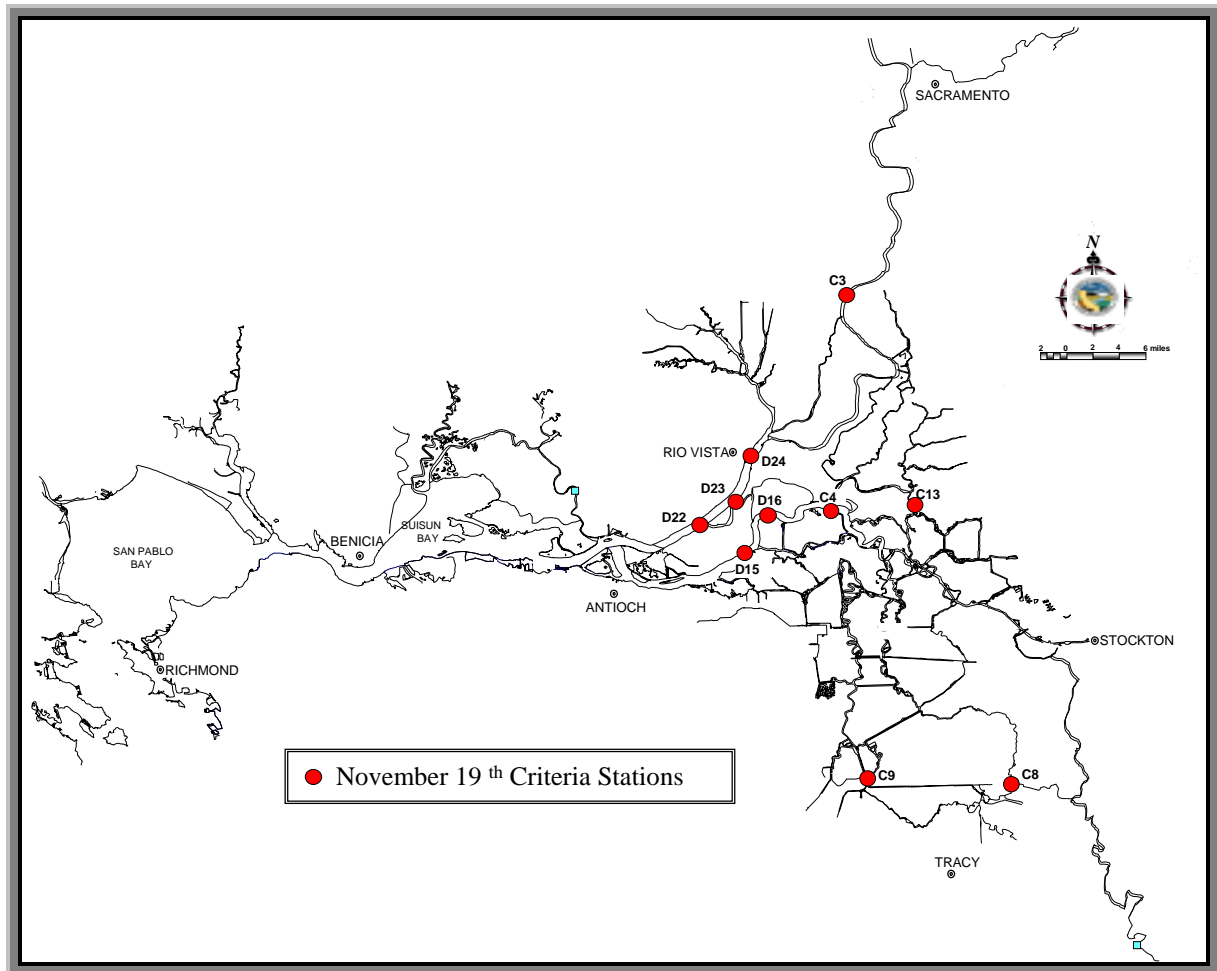 SACRAMENTO
N
C3
2 0 2 4 6 miles
RIO VISTA
D24
D23
D16
C4
C13
D22
SUISUN
BAY
BENICIA
SAN PABLO
BAY
D15
ANTIOCH
STOCKTON
RICHMOND
November 19 th Criteria Stations
C9
C8
TRACY